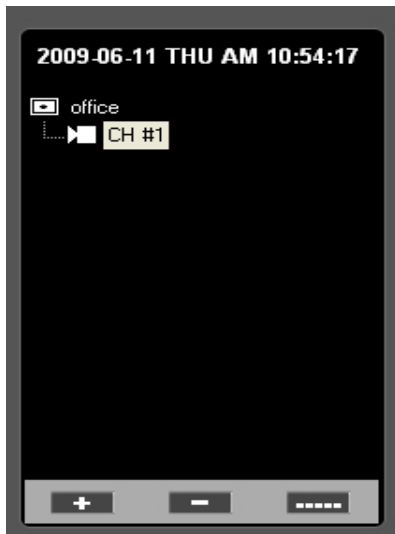 2009-06-11 THU AM 10:54:17
office
CH #1
+ - -----